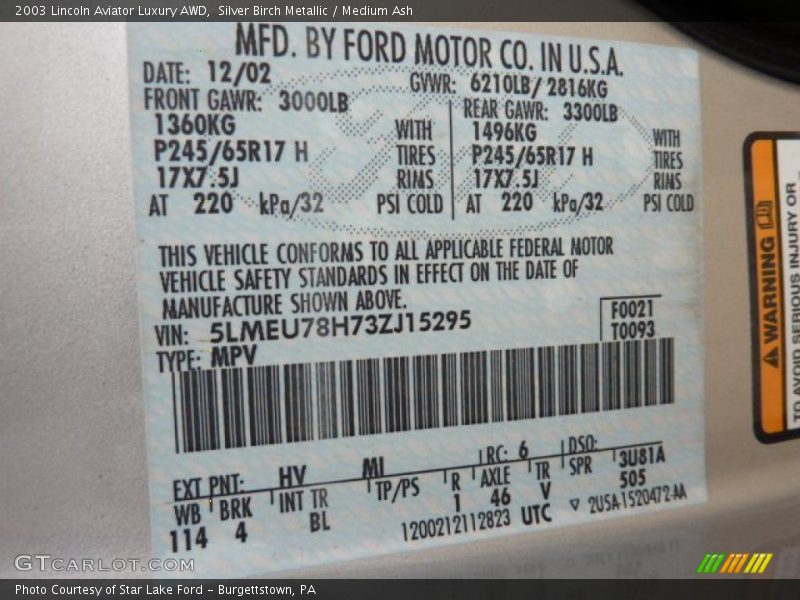 2003 Lincoln Aviator Luxury AWD,  Silver Birch Metallic / Medium Ash
MFD. BY FORD MOTOR CO. IN U.S.A.
DATE: 12/02 GVWR: 6210LB/ 2816KG
FRONT GAWR: 3000LB REAR GAWR: 3300LB
1360KG WITH 1496KG WITH
P245/65R17 H TIRES P245/65R17 H TIRES
17X7.5J RIMS 17X7.5J RIMS
AT 220 kPa/32 PSI COLD AT 220 kPa/32 PSI COLD
THIS VEHICLE CONFORMS TO ALL APPLICABLE FEDERAL MOTOR
VEHICLE SAFETY STANDARDS IN EFFECT ON THE DATE OF
MANUFACTURE SHOWN ABOVE.
VIN: 5LMEU78H73ZJ15295
F0021
T0093
TYPE: MPV
EXT PNT: HV MI RC: 6 DSO:
WB BRK INT TR TP/PS R AXLE TR SPR 3U81A
114 4 BL 1 46 V 505
1200212112823 UTC ▽ 2U5A-1520472-AA
WARNING
TO AVOID SERIOUS INJURY OR
GTCARLOT.COM
Photo Courtesy of Star Lake Ford - Burgettstown, PA